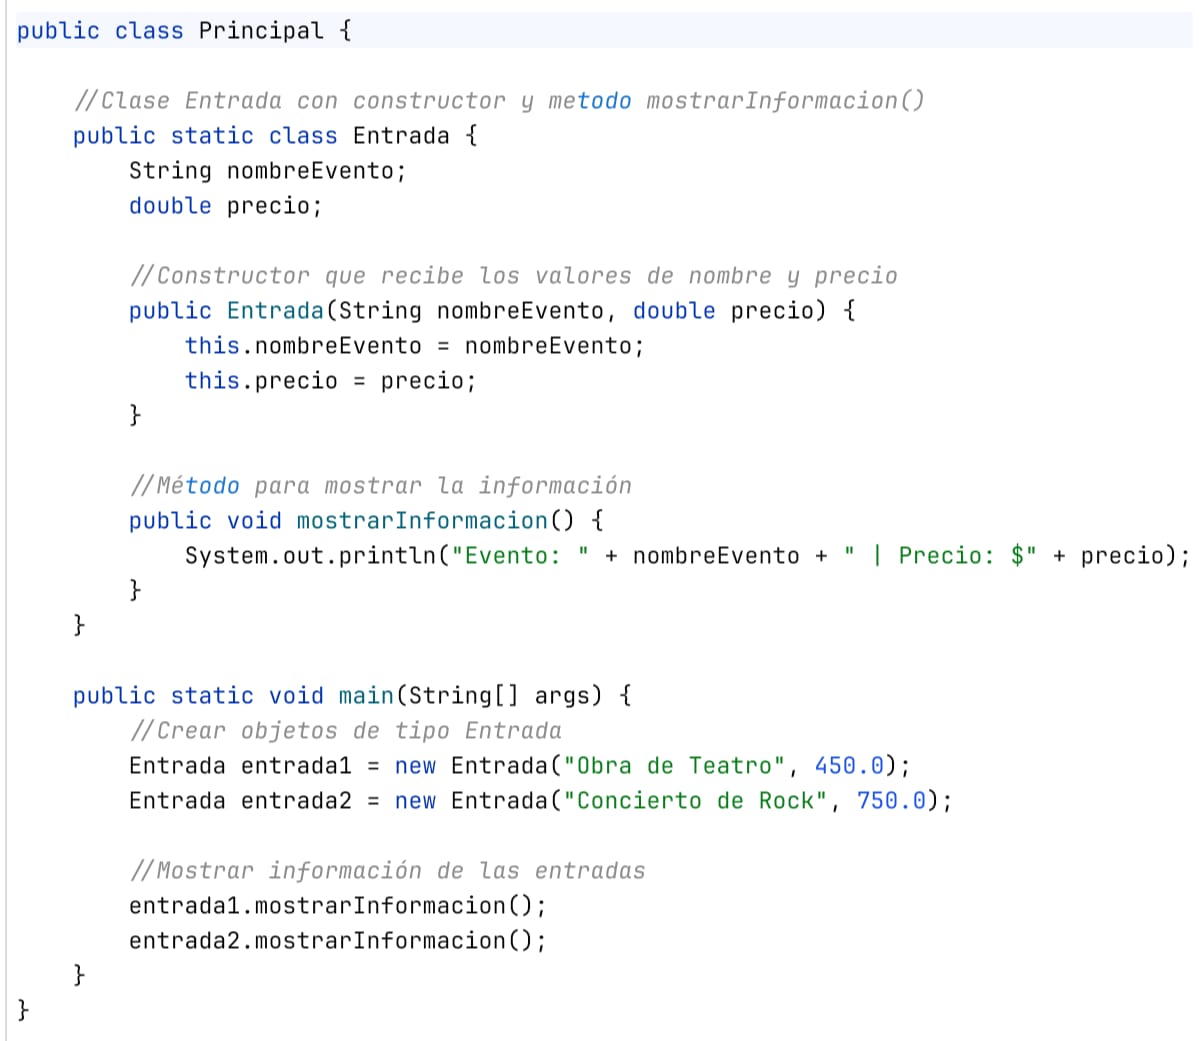 public class Principal {
//Clase Entrada con constructor y metodo mostrarInformacion()
public static class Entrada {
String nombreEvento;
double precio;
//Constructor que recibe los valores de nombre y precio
public Entrada(String nombreEvento, double precio) {
this.nombreEvento = nombreEvento;
this.precio = precio;
}
//Método para mostrar la información
public void mostrarInformacion() {
System.out.println("Evento: " + nombreEvento + " | Precio: $" + precio);
}
}
public static void main(String[] args) {
//Crear objetos de tipo Entrada
Entrada entrada1 = new Entrada("Obra de Teatro", 450.0);
Entrada entrada2 = new Entrada("Concierto de Rock", 750.0);
//Mostrar información de las entradas
entrada1.mostrarInformacion();
entrada2.mostrarInformacion();
}
}